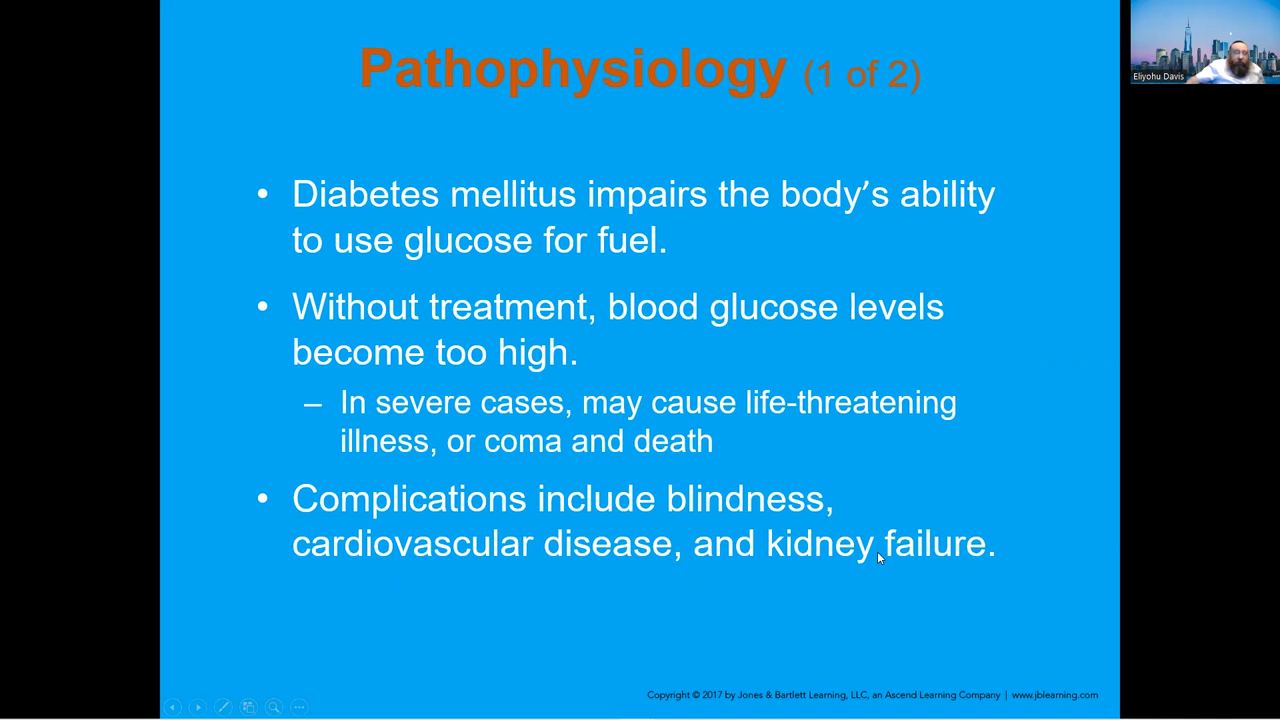 Pathophysiology (1 of 2)
• Diabetes mellitus impairs the body’s ability
to use glucose for fuel.
• Without treatment, blood glucose levels
become too high.
– In severe cases, may cause life-threatening
illness, or coma and death
• Complications include blindness,
cardiovascular disease, and kidney failure.
Copyright © 2017 by Jones & Bartlett Learning, LLC, an Ascend Learning Company | www.jblearning.com
Eliyohu Davis